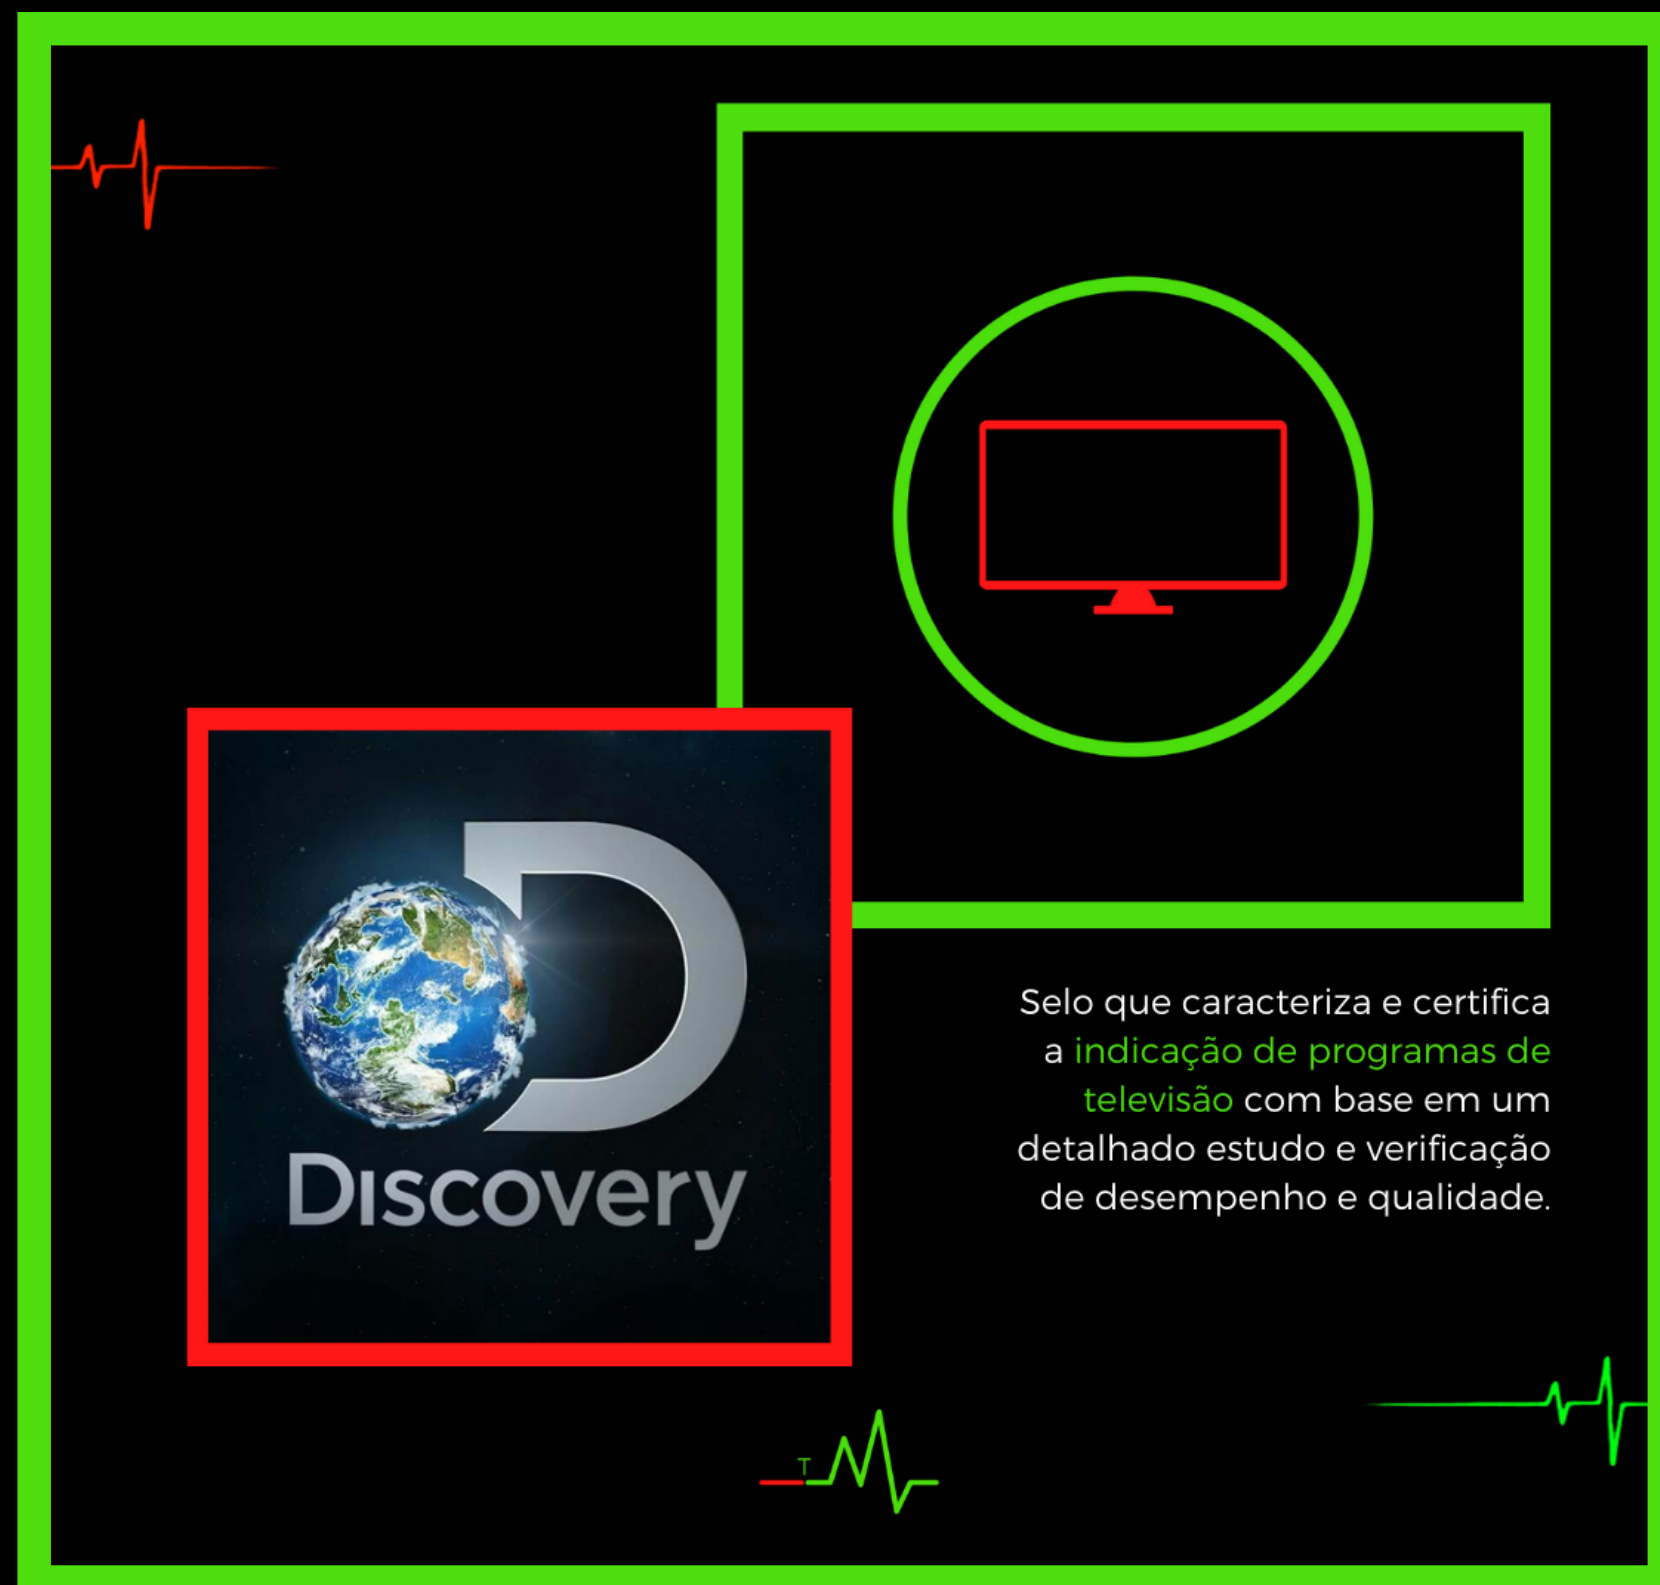 Discovery
Selo que caracteriza e certifica
a indicação de programas de
televisão com base em um
detalhado estudo e verificação
de desempenho e qualidade.
T